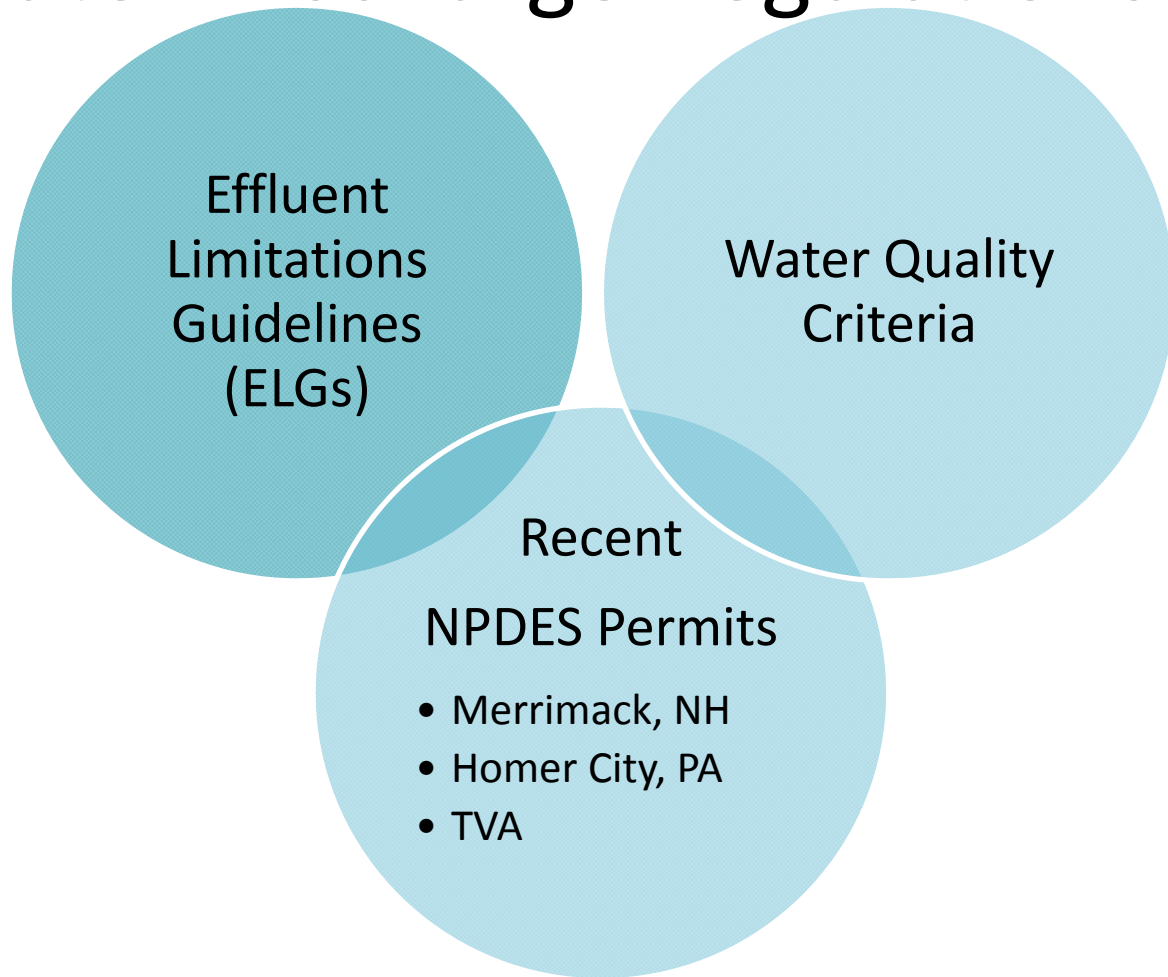 Effluent
Limitations
Guidelines
(ELGs)
Water Quality
Criteria
Recent
NPDES Permits
• Merrimack, NH
• Homer City, PA
• TVA